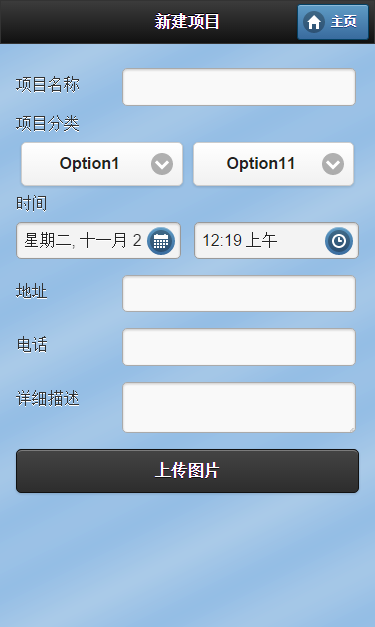 新建项目
主页
项目名称
项目分类
Option1
Option11
时间
星期二, 十一月 2
12:19 上午
地址
电话
详细描述
上传图片